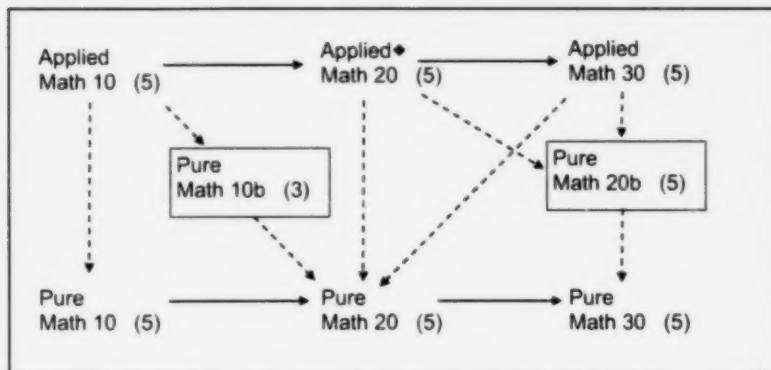 Applied
Math 10 (5)
Applied◆
Math 20 (5)
Applied
Math 30 (5)
Pure
Math 10b (3)
Pure
Math 20b (5)
Pure
Math 10 (5)
Pure
Math 20 (5)
Pure
Math 30 (5)